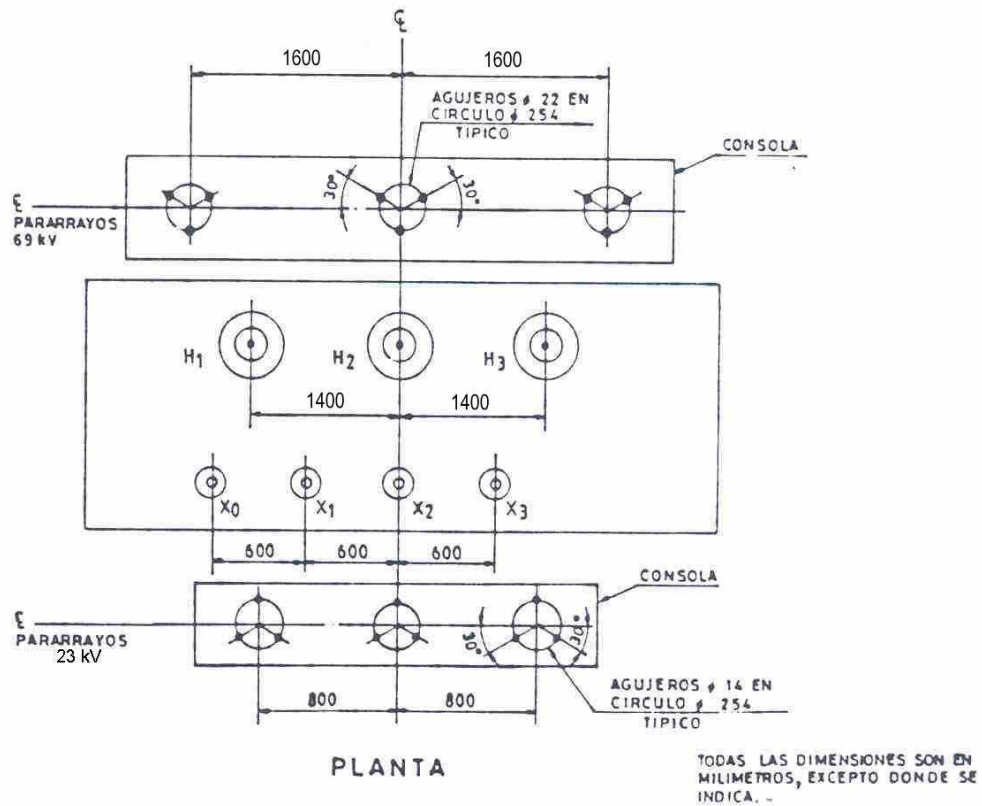 ℄
1600
1600
AGUJEROS ϕ 22 EN
CIRCULO ϕ 254
TIPICO
CONSOLA
30°
30°
℄
PARARRAYOS
69 kV
H1
H2
H3
1400
1400
X0
X1
X2
X3
600
600
600
CONSOLA
℄
PARARRAYOS
23 kV
30°
30°
AGUJEROS ϕ 14 EN
CIRCULO ϕ 254
TIPICO
800
800
PLANTA
TODAS LAS DIMENSIONES SON EN
MILIMETROS, EXCEPTO DONDE SE
INDICA. -